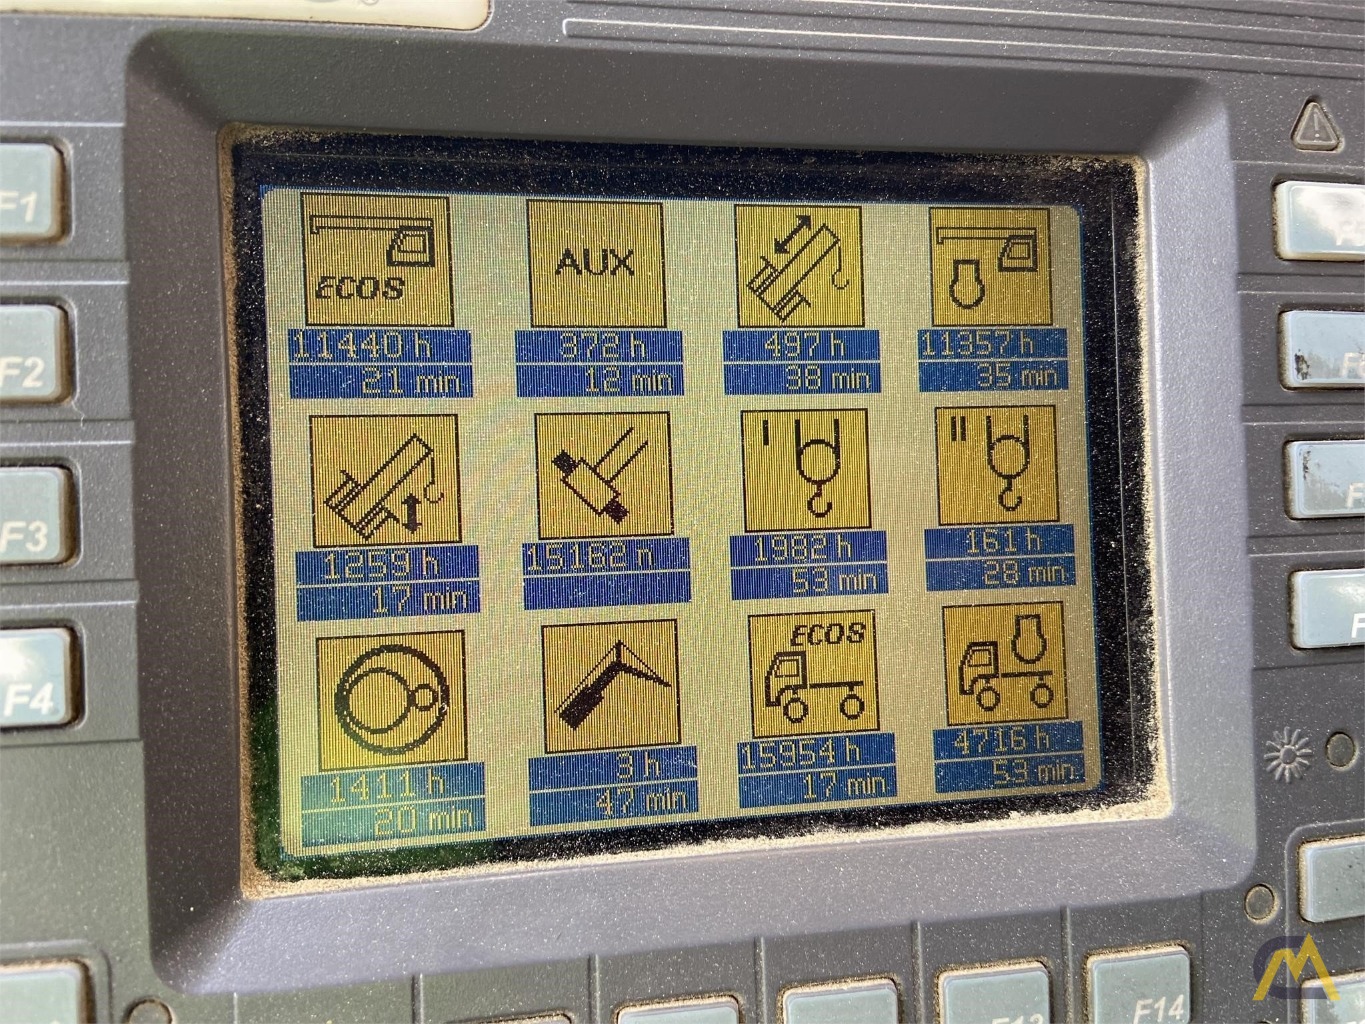 F1
F2
F3
F4
ECOS
AUX
11440 h
21 min
372 h
12 min
497 h
38 min
11357 h
35 min
I
II
1259 h
17 min
15162 n
1982 h
53 min
161 h
28 min
ECOS
1411 h
20 min
3 h
47 min
15954 h
17 min
4716 h
53 min
F13
F14